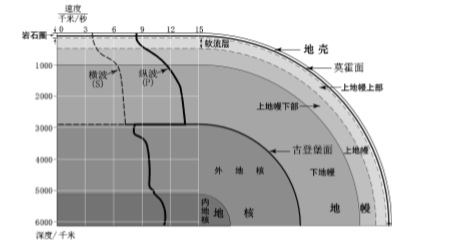 速度
千米/秒
0 3 6 9 12 15
岩石圈
软流层
地壳
莫霍面
上地幔上部
横波
(S)
纵波
(P)
1000
上地幔下部
2000
3000
古登堡面
上地幔
外地核
下地幔
4000
5000
内地核
地核
地幔
6000
深度/千米